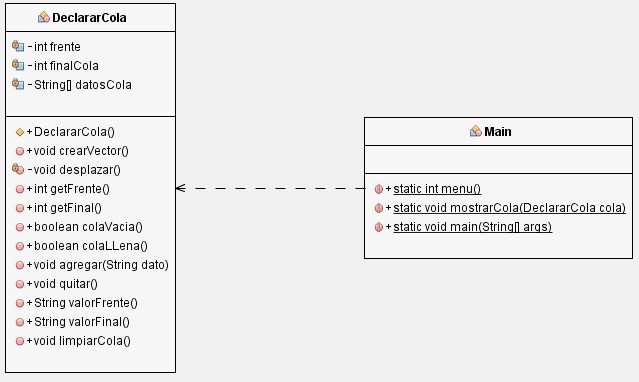 DeclararCola
- int frente
- int finalCola
- String[] datosCola
+ DeclararCola()
+ void crearVector()
- void desplazar()
+ int getFrente()
+ int getFinal()
+ boolean colaVacia()
+ boolean colaLLena()
+ void agregar(String dato)
+ void quitar()
+ String valorFrente()
+ String valorFinal()
+ void limpiarCola()
Main
+ static int menu()
+ static void mostrarCola(DeclararCola cola)
+ static void main(String[] args)